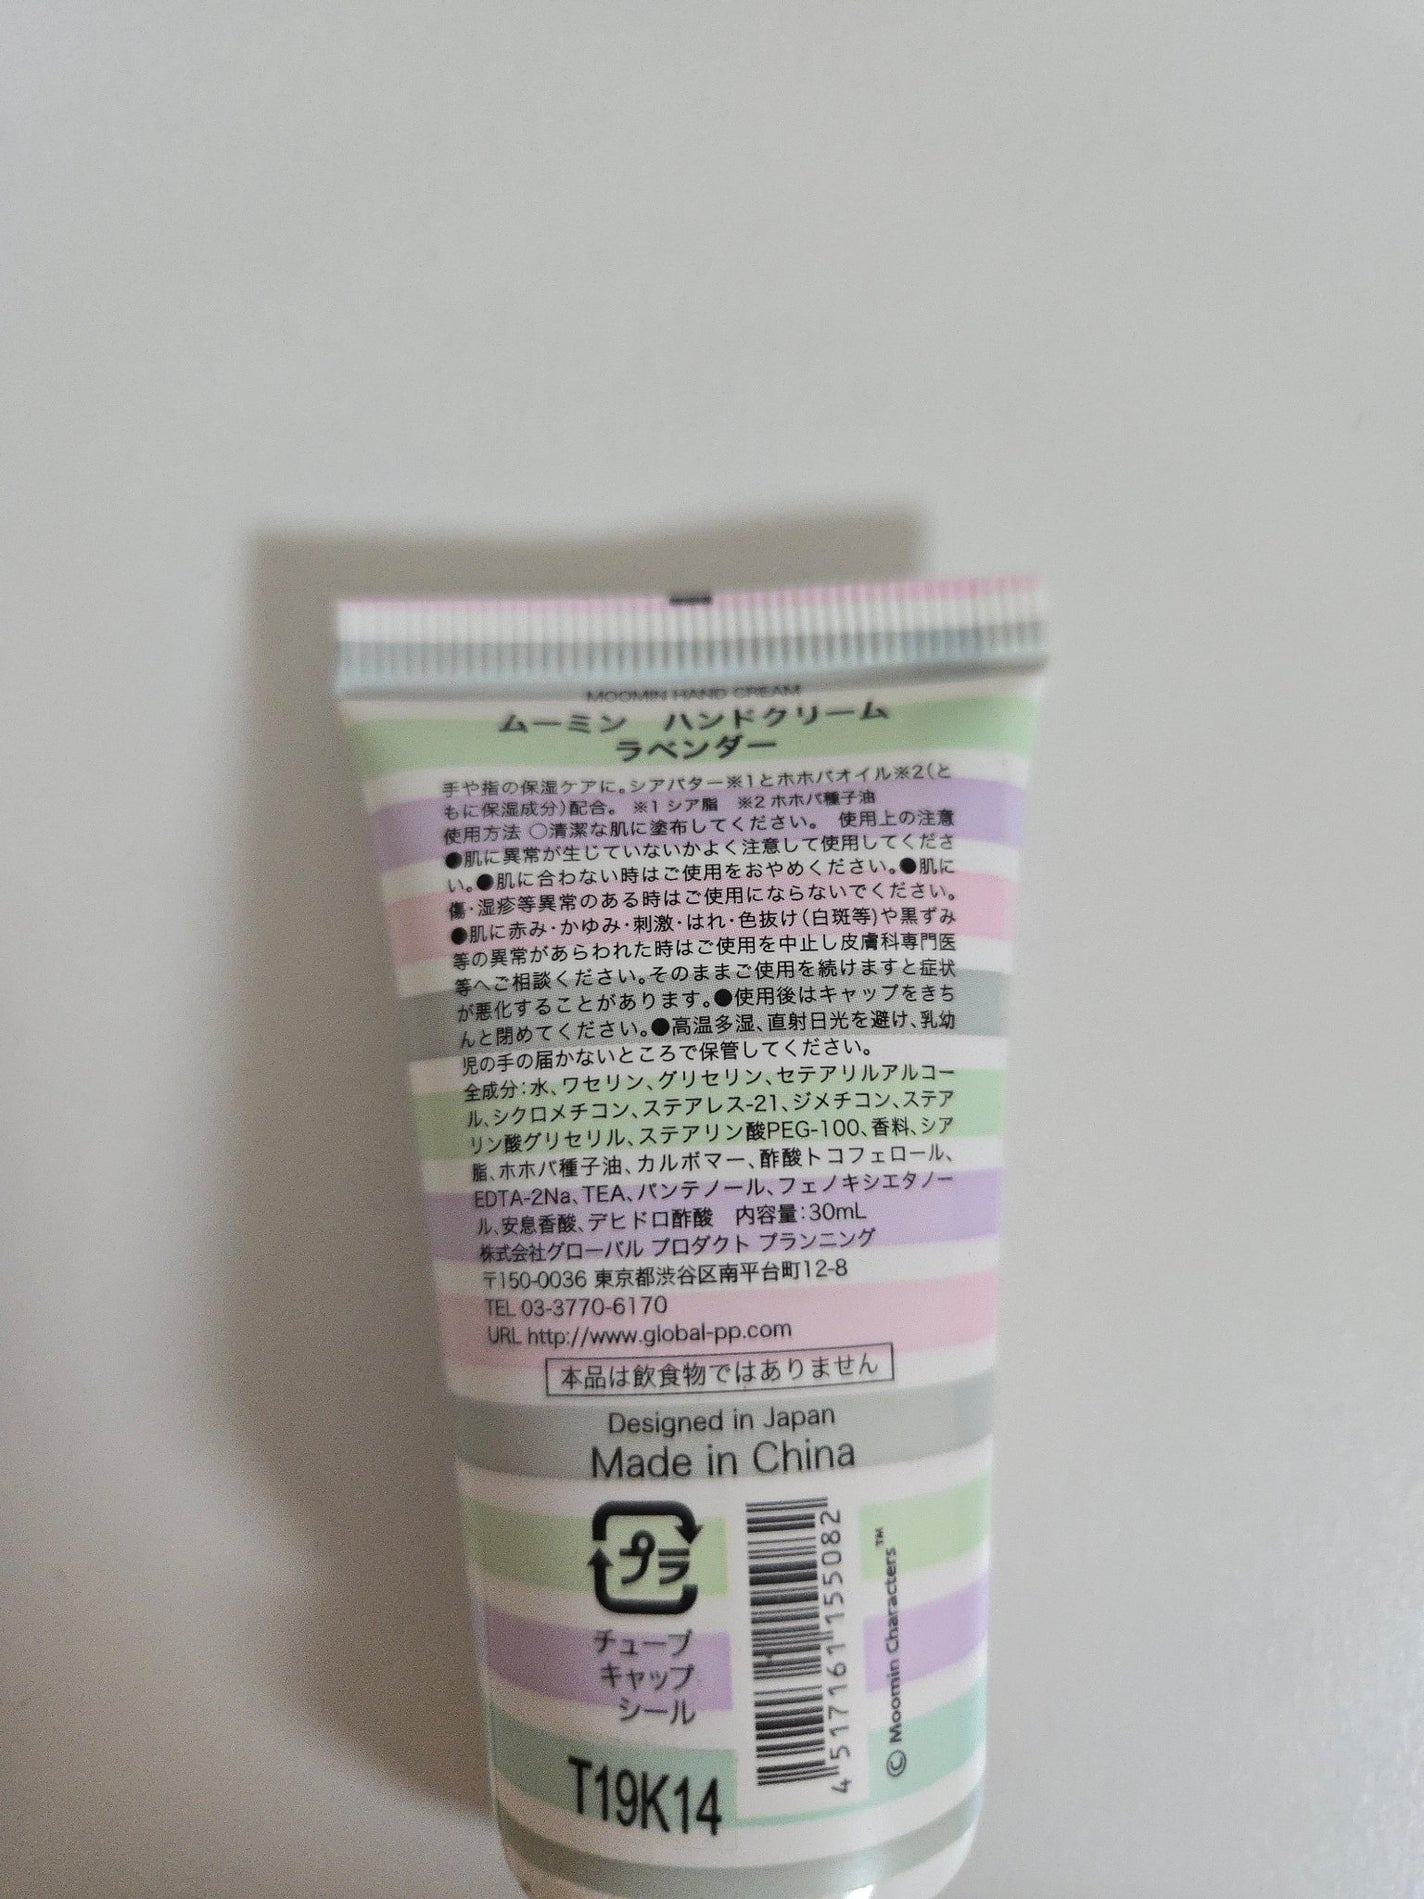 MOOMIN HAND CREAM
ムーミン　ハンドクリーム
ラベンダー
手や指の保湿ケアに。シアバター※1とホホバオイル※2(と
もに保湿成分)配合。 ※1 シア脂　※2 ホホバ種子油
使用方法 ○清潔な肌に塗布してください。　使用上の注意
●肌に異常が生じていないかよく注意して使用してくださ
い。●肌に合わない時はご使用をおやめください。●肌に
傷・湿疹等異常のある時はご使用にならないでください。
●肌に赤み・かゆみ・刺激・はれ・色抜け(白斑等)や黒ずみ
等の異常があらわれた時はご使用を中止し皮膚科専門医
等へご相談ください。そのままご使用を続けますと症状
が悪化することがあります。●使用後はキャップをきち
んと閉めてください。●高温多湿、直射日光を避け、乳幼
児の手の届かないところで保管してください。
全成分：水、ワセリン、グリセリン、セテアリルアルコー
ル、シクロメチコン、ステアレス-21、ジメチコン、ステア
リン酸グリセリル、ステアリン酸PEG-100、香料、シア
脂、ホホバ種子油、カルボマー、酢酸トコフェロール、
EDTA-2Na、TEA、パンテノール、フェノキシエタノー
ル、安息香酸、デヒドロ酢酸　内容量：30mL
株式会社グローバル プロダクト プランニング
〒150-0036 東京都渋谷区南平台町12-8
TEL 03-3770-6170
URL http://www.global-pp.com
本品は飲食物ではありません
Designed in Japan
Made in China
プラ
チューブ
キャップ
シール
T19K14
4517161155082
© Moomin Characters™